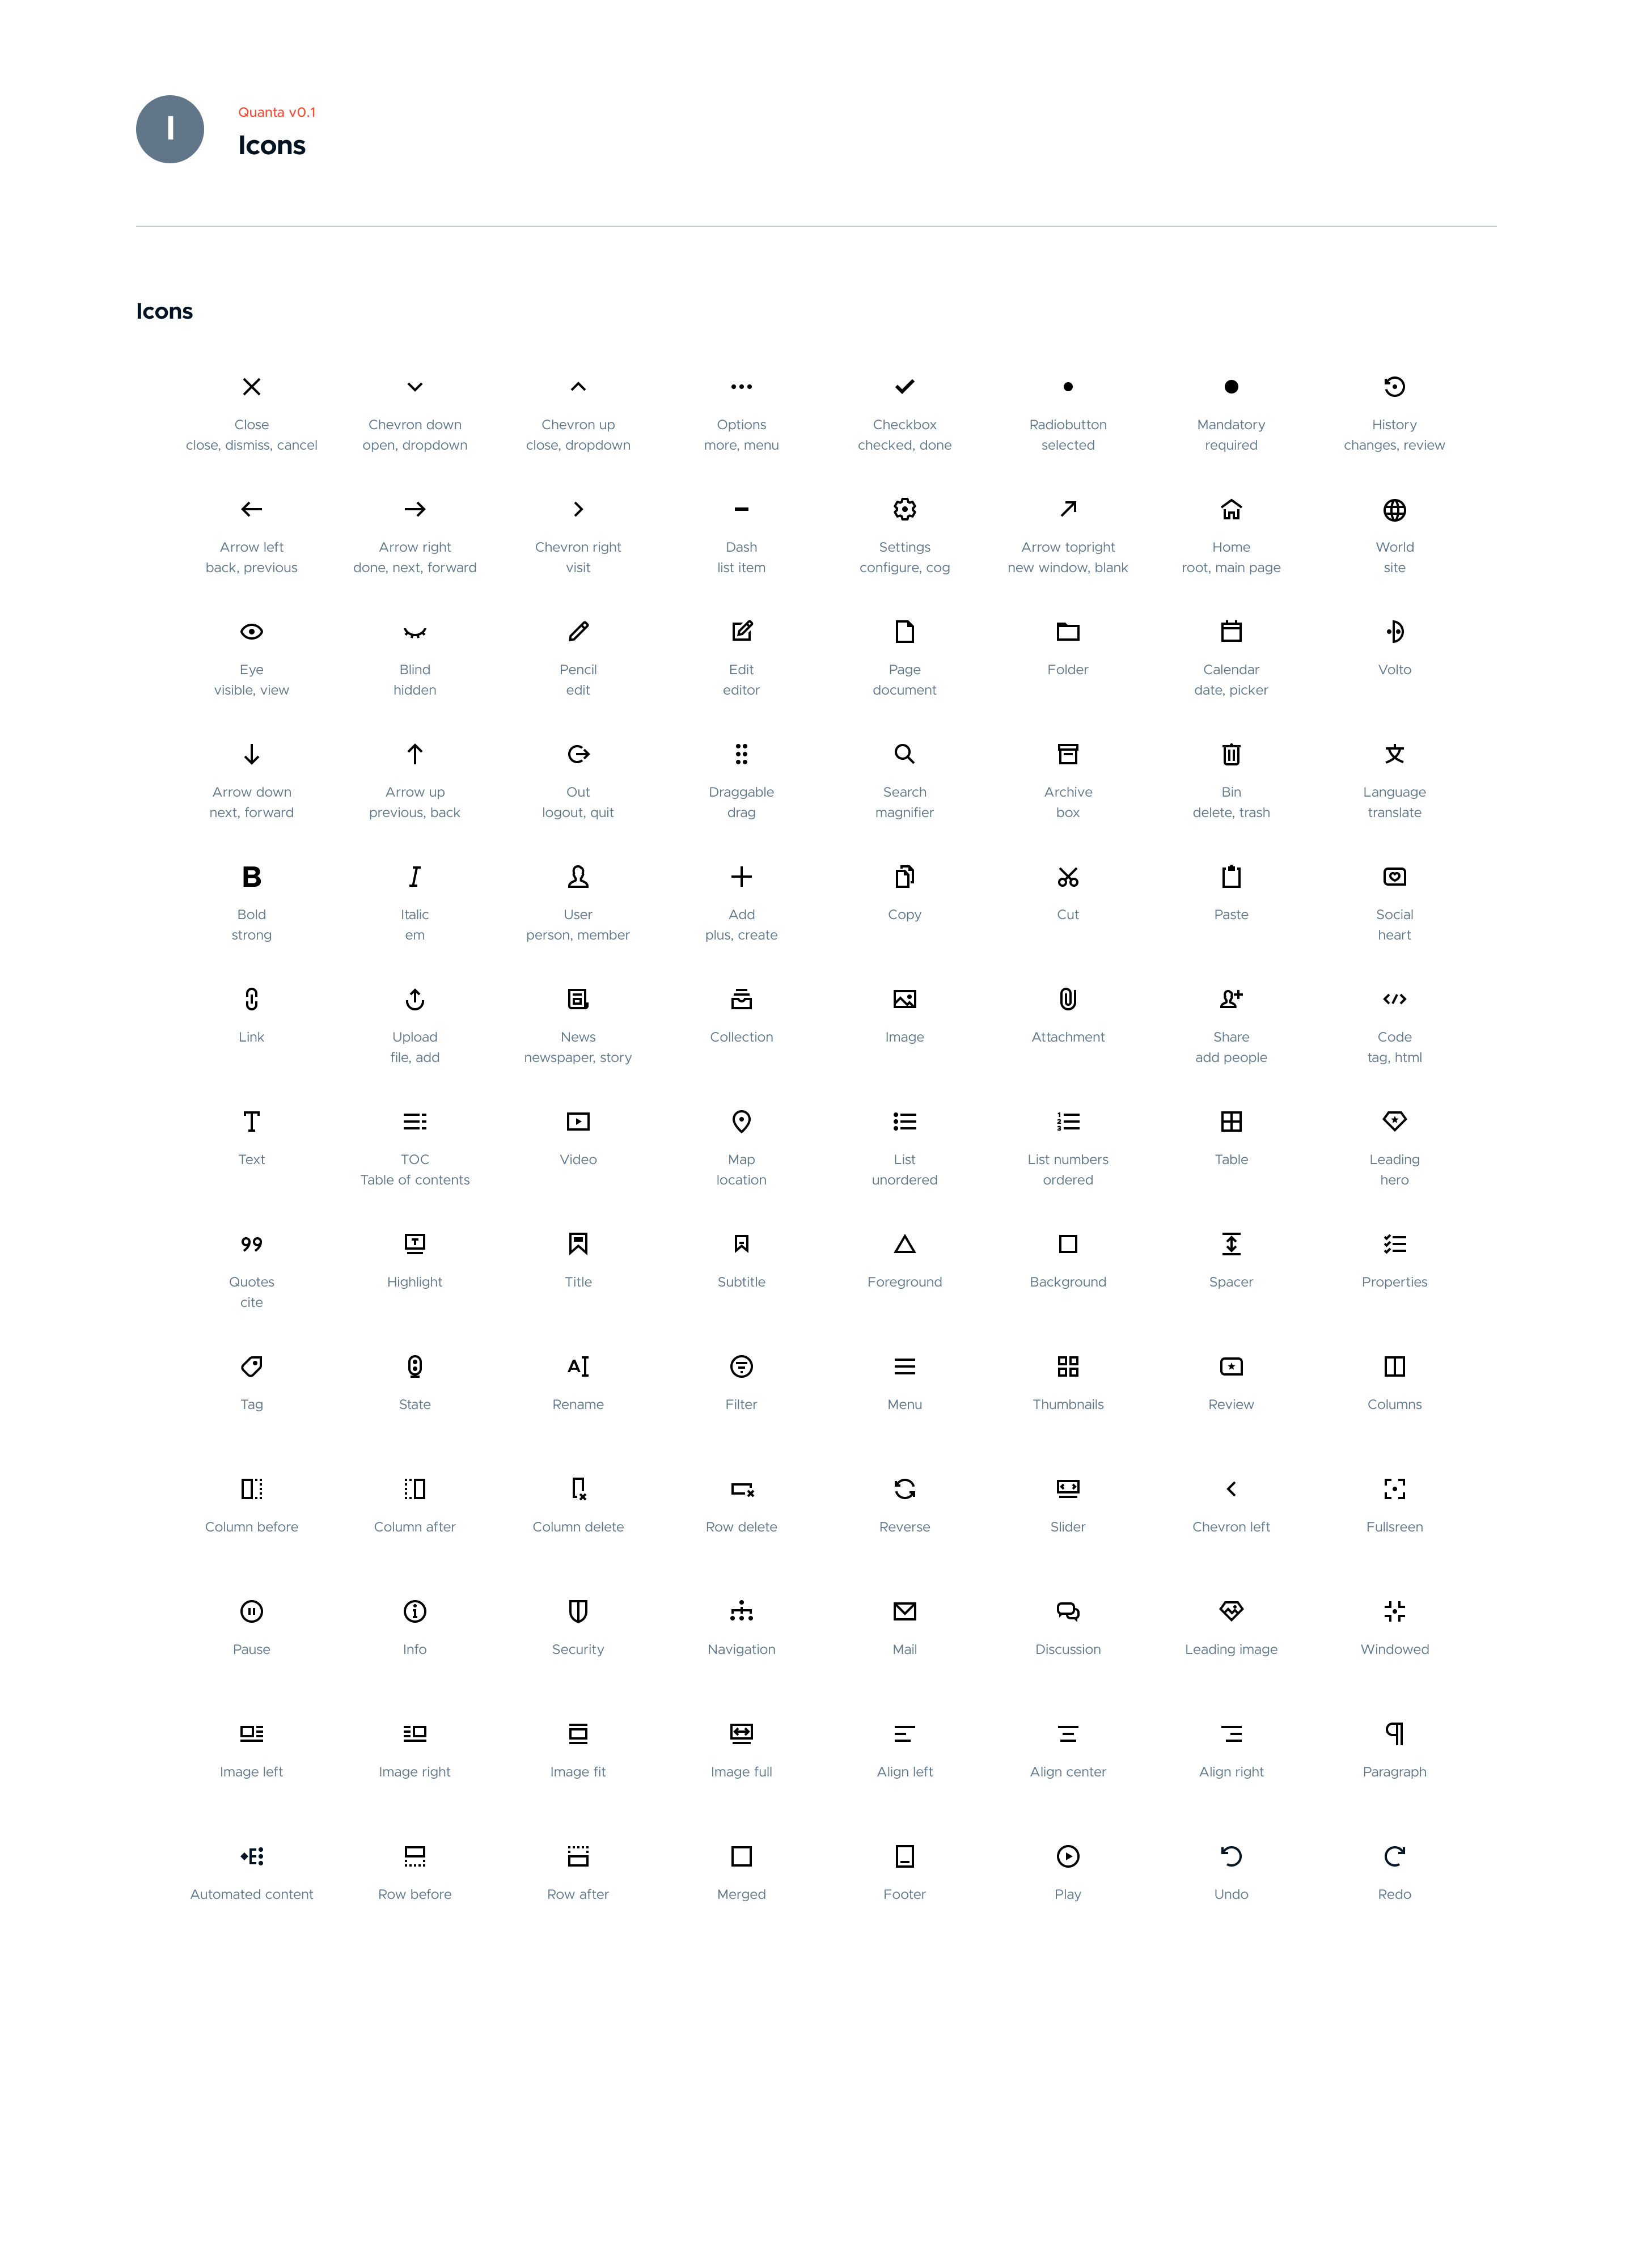 I
Quanta v0.1
Icons
Icons
Close
close, dismiss, cancel
Chevron down
open, dropdown
Chevron up
close, dropdown
Options
more, menu
Checkbox
checked, done
Radiobutton
selected
Mandatory
required
History
changes, review
Arrow left
back, previous
Arrow right
done, next, forward
Chevron right
visit
Dash
list item
Settings
configure, cog
Arrow topright
new window, blank
Home
root, main page
World
site
Eye
visible, view
Blind
hidden
Pencil
edit
Edit
editor
Page
document
Folder
Calendar
date, picker
Volto
Arrow down
next, forward
Arrow up
previous, back
Out
logout, quit
Draggable
drag
Search
magnifier
Archive
box
Bin
delete, trash
文
Language
translate
B
Bold
strong
I
Italic
em
User
person, member
Add
plus, create
Copy
Cut
Paste
Social
heart
Link
Upload
file, add
News
newspaper, story
Collection
Image
Attachment
Share
add people
Code
tag, html
T
Text
TOC
Table of contents
Video
Map
location
List
unordered
1
2
3
List numbers
ordered
Table
Leading
hero
Quotes
cite
T
Highlight
Title
Subtitle
Foreground
Background
Spacer
Properties
Tag
State
A
Rename
Filter
Menu
Thumbnails
Review
Columns
Column before
Column after
Column delete
Row delete
Reverse
Slider
Chevron left
Fullsreen
Pause
i
Info
Security
Navigation
Mail
Discussion
Leading image
Windowed
Image left
Image right
Image fit
Image full
Align left
Align center
Align right
¶
Paragraph
Automated content
Row before
Row after
Merged
Footer
Play
Undo
Redo